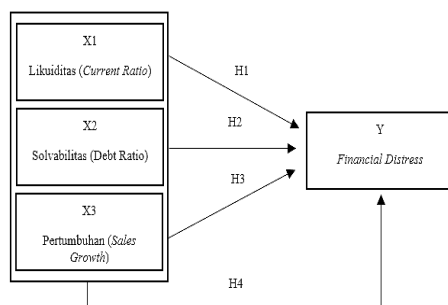 X1
Likuiditas (Current Ratio)
H1
H2
X2
Solvabilitas (Debt Ratio)
Y
Financial Distress
H3
X3
Pertumbuhan (Sales
Growth)
H4